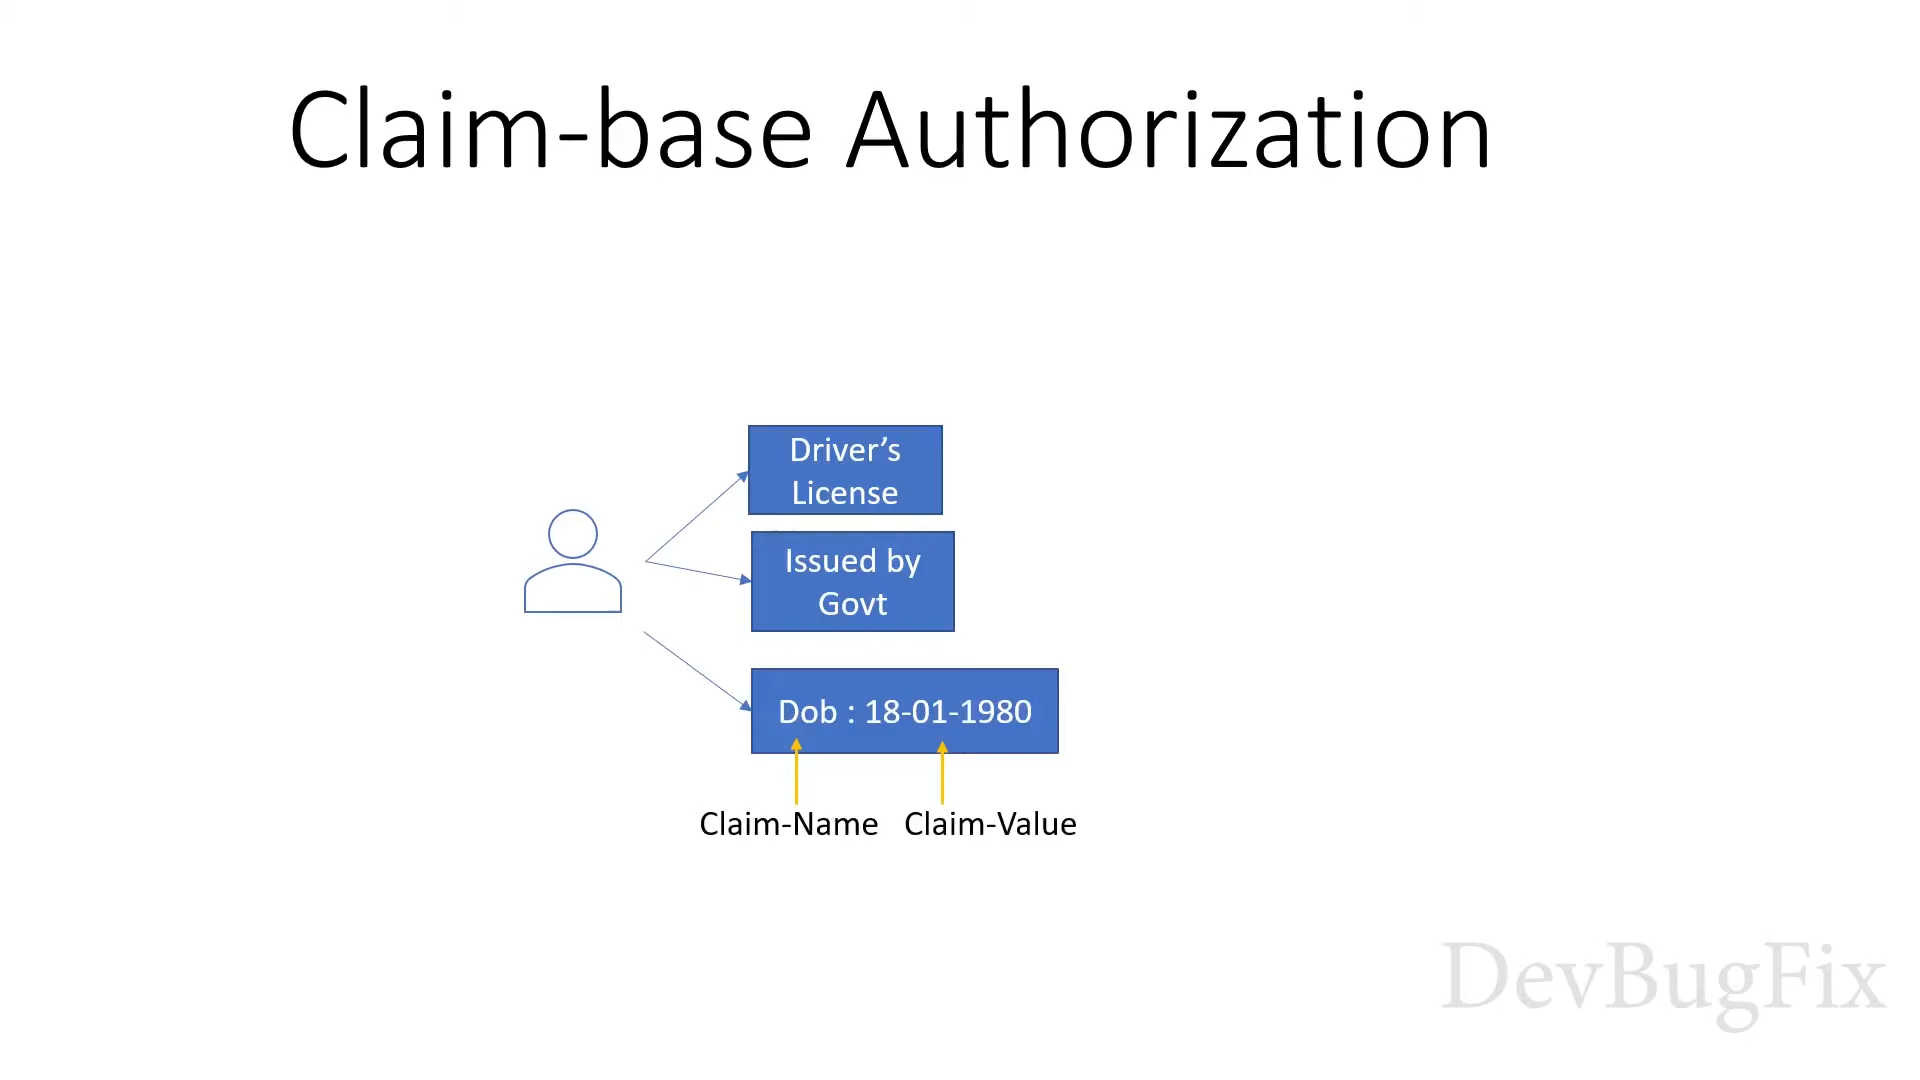 Claim-base Authorization
Driver’s
License
Issued by
Govt
Dob : 18-01-1980
Claim-Name Claim-Value
DevBugFix